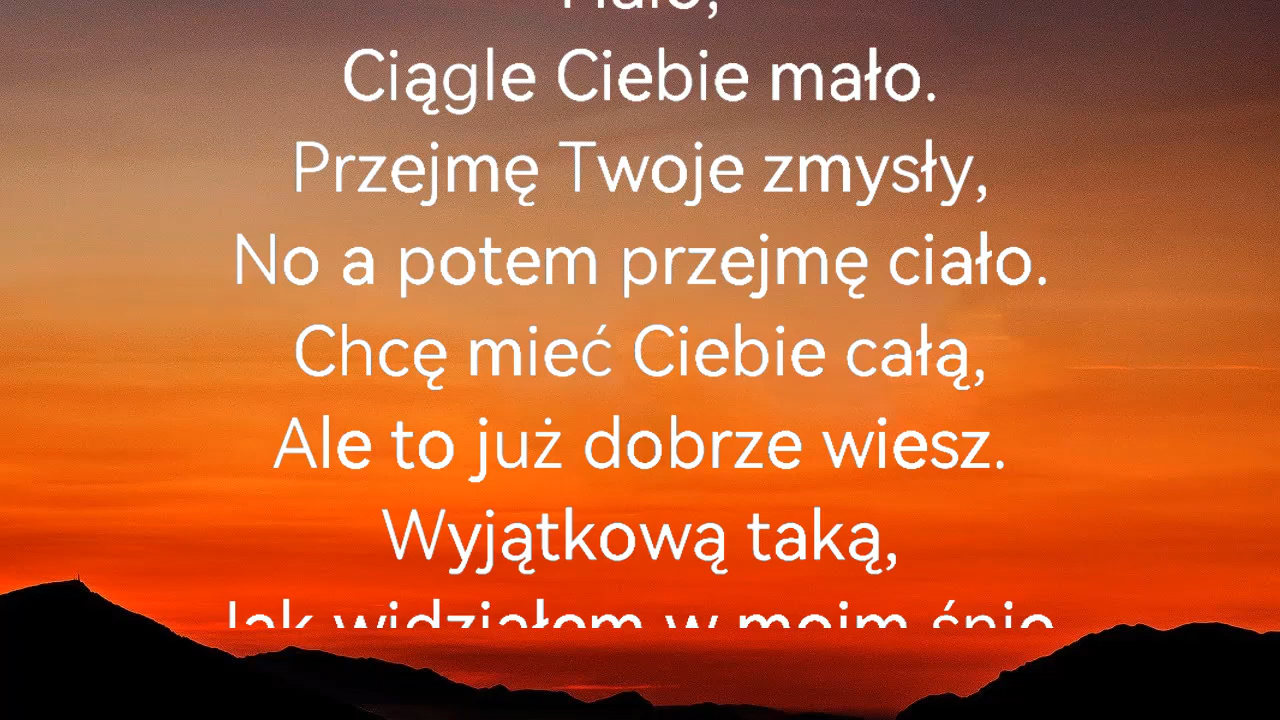 Mało,
Ciągle Ciebie mało.
Przejmę Twoje zmysły,
No a potem przejmę ciało.
Chcę mieć Ciebie całą,
Ale to już dobrze wiesz.
Wyjątkową taką,
Jak widziałem w moim śnie